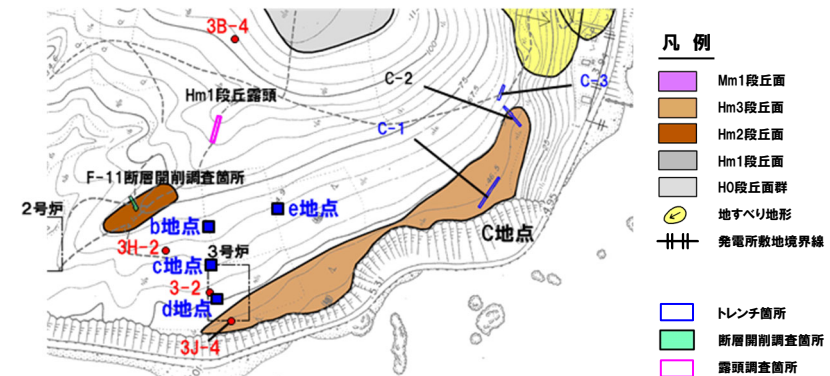 3B-4
C-2
C-3
Hm1段丘露頭
C-1
F-11断層開削調査箇所
2号炉
b地点
e地点
3H-2
3号炉
c地点
C地点
3-2
d地点
3J-4
凡 例
Mm1段丘面
Hm3段丘面
Hm2段丘面
Hm1段丘面
H0段丘面群
地すべり地形
発電所敷地境界線
トレンチ箇所
断層開削調査箇所
露頭調査箇所